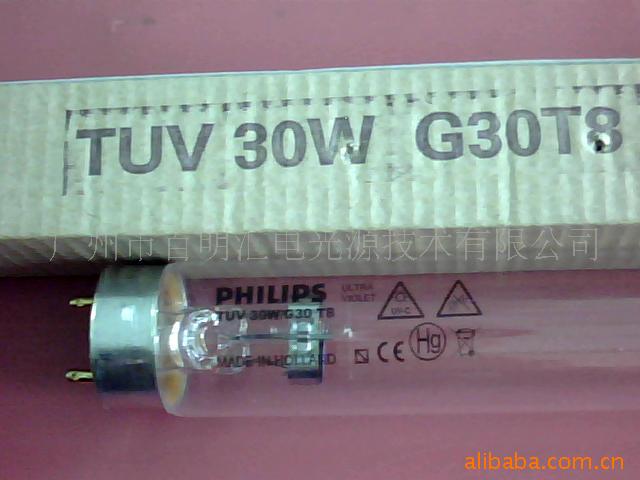 TUV 30W G30T8
广州市百明汇电光源技术有限公司
PHILIPS
ULTRA
VIOLET
TUV 30W/G30 T8
UV-C
MADE IN HOLLAND
CE Hg
alibaba.com.cn